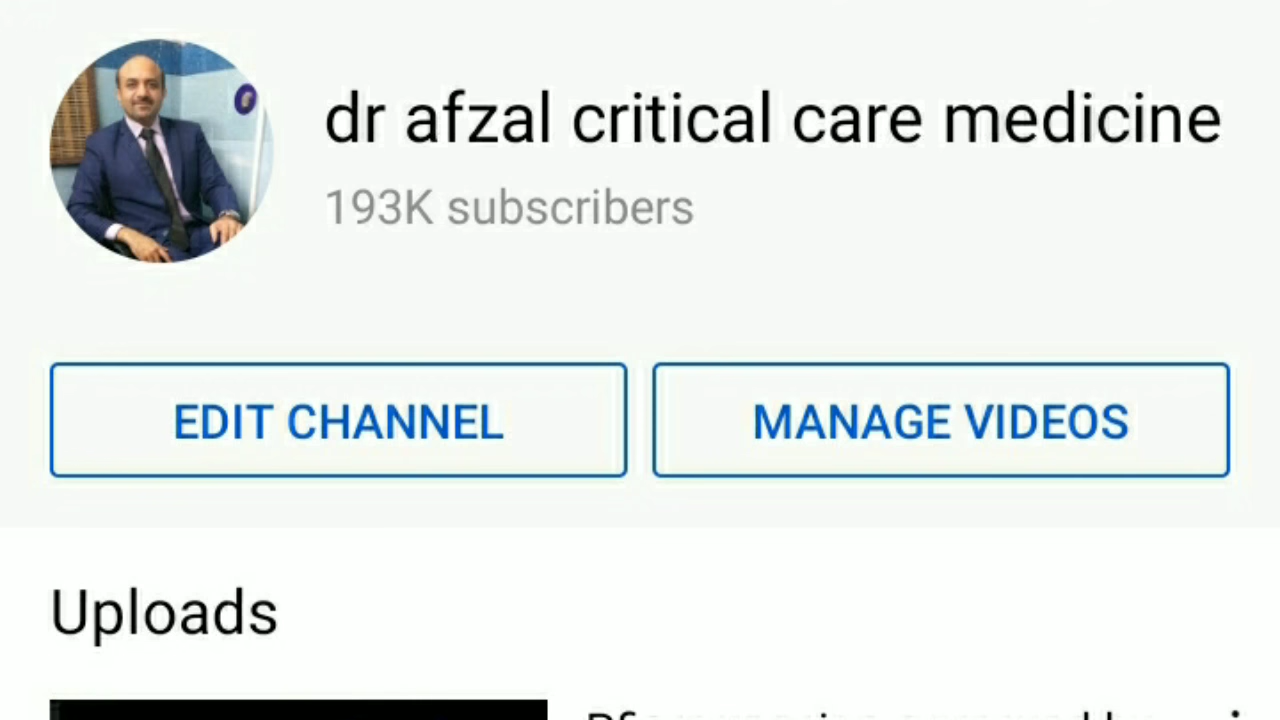 dr afzal critical care medicine
193K subscribers
EDIT CHANNEL
MANAGE VIDEOS
Uploads